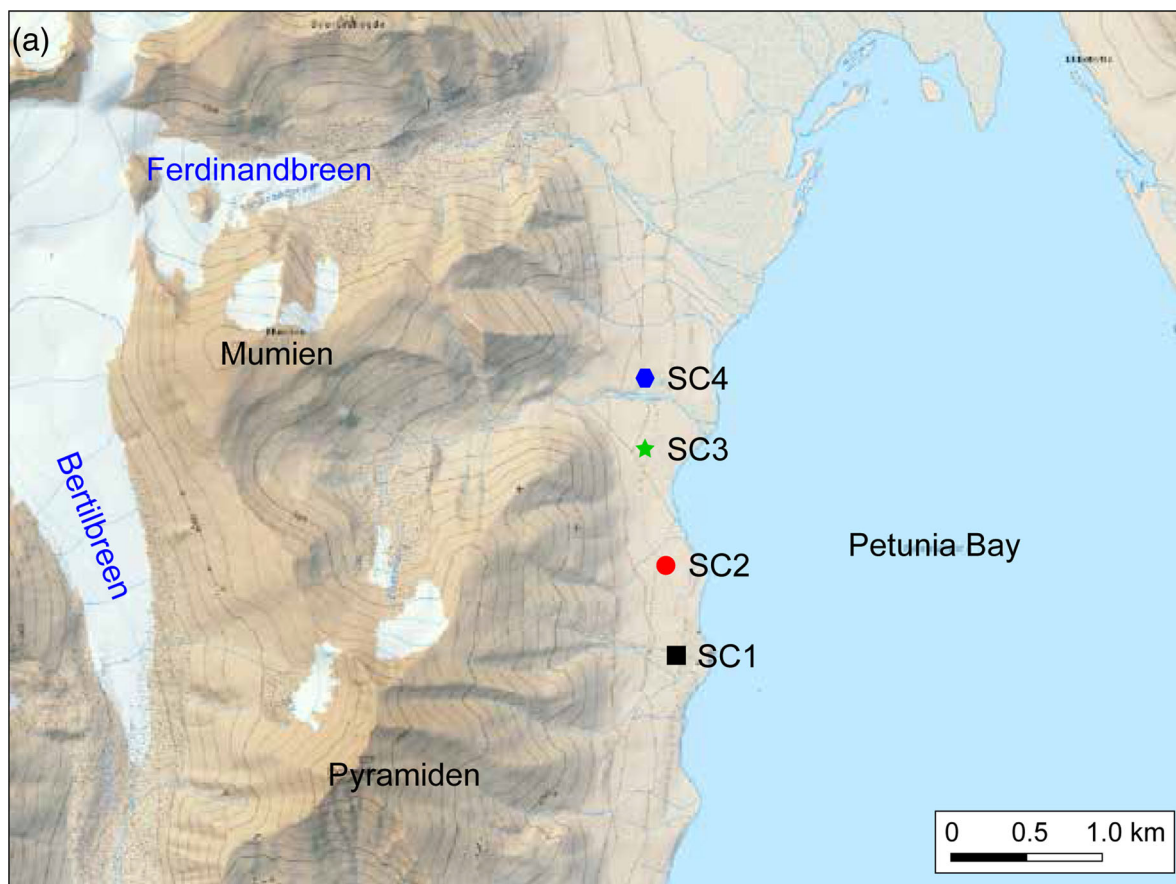 (a)
Ferdinandbreen
Mumien
SC4
SC3
Bertilbreen
Petunia Bay
SC2
SC1
Pyramiden
0 0.5 1.0 km